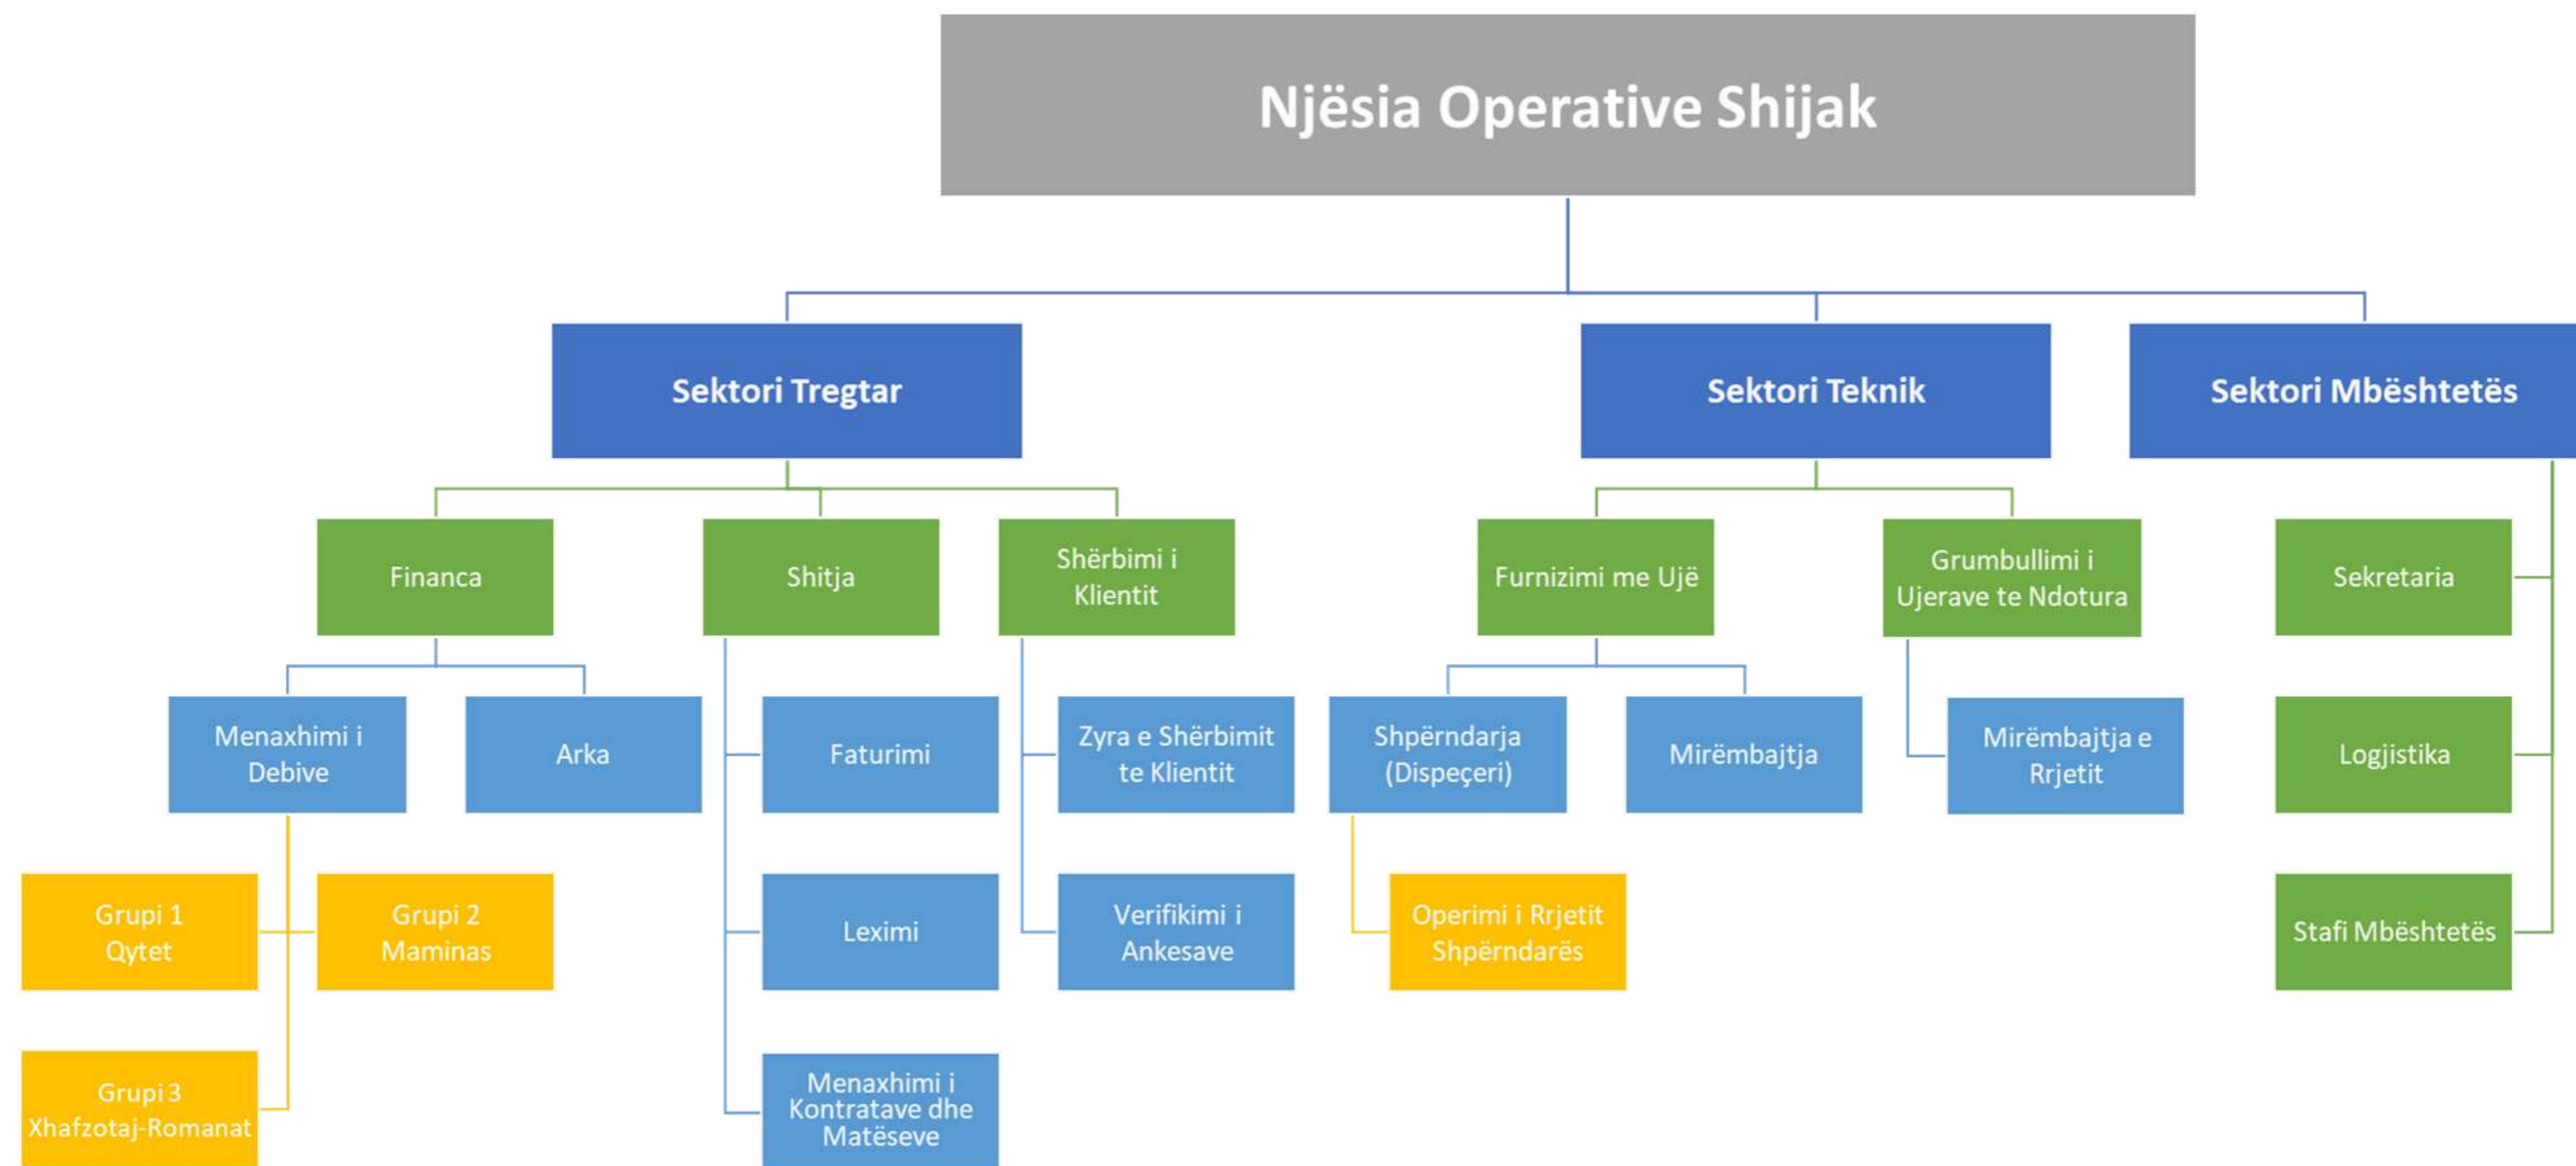 Njësia Operative Shijak
Sektori Tregtar
Sektori Teknik
Sektori Mbështetës
Financa
Shitja
Shërbimi i
Klientit
Furnizimi me Ujë
Grumbullimi i
Ujerave te Ndotura
Sekretaria
Menaxhimi i
Debive
Arka
Faturimi
Zyra e Shërbimit
te Klientit
Shpërndarja
(Dispeçeri)
Mirëmbajtja
Mirëmbajtja e
Rrjetit
Logjistika
Grupi 1
Qytet
Grupi 2
Maminas
Leximi
Verifikimi i
Ankesave
Operimi i Rrjetit
Shpërndarës
Stafi Mbështetës
Grupi 3
Xhafzotaj-Romanat
Menaxhimi i
Kontratave dhe
Matëseve